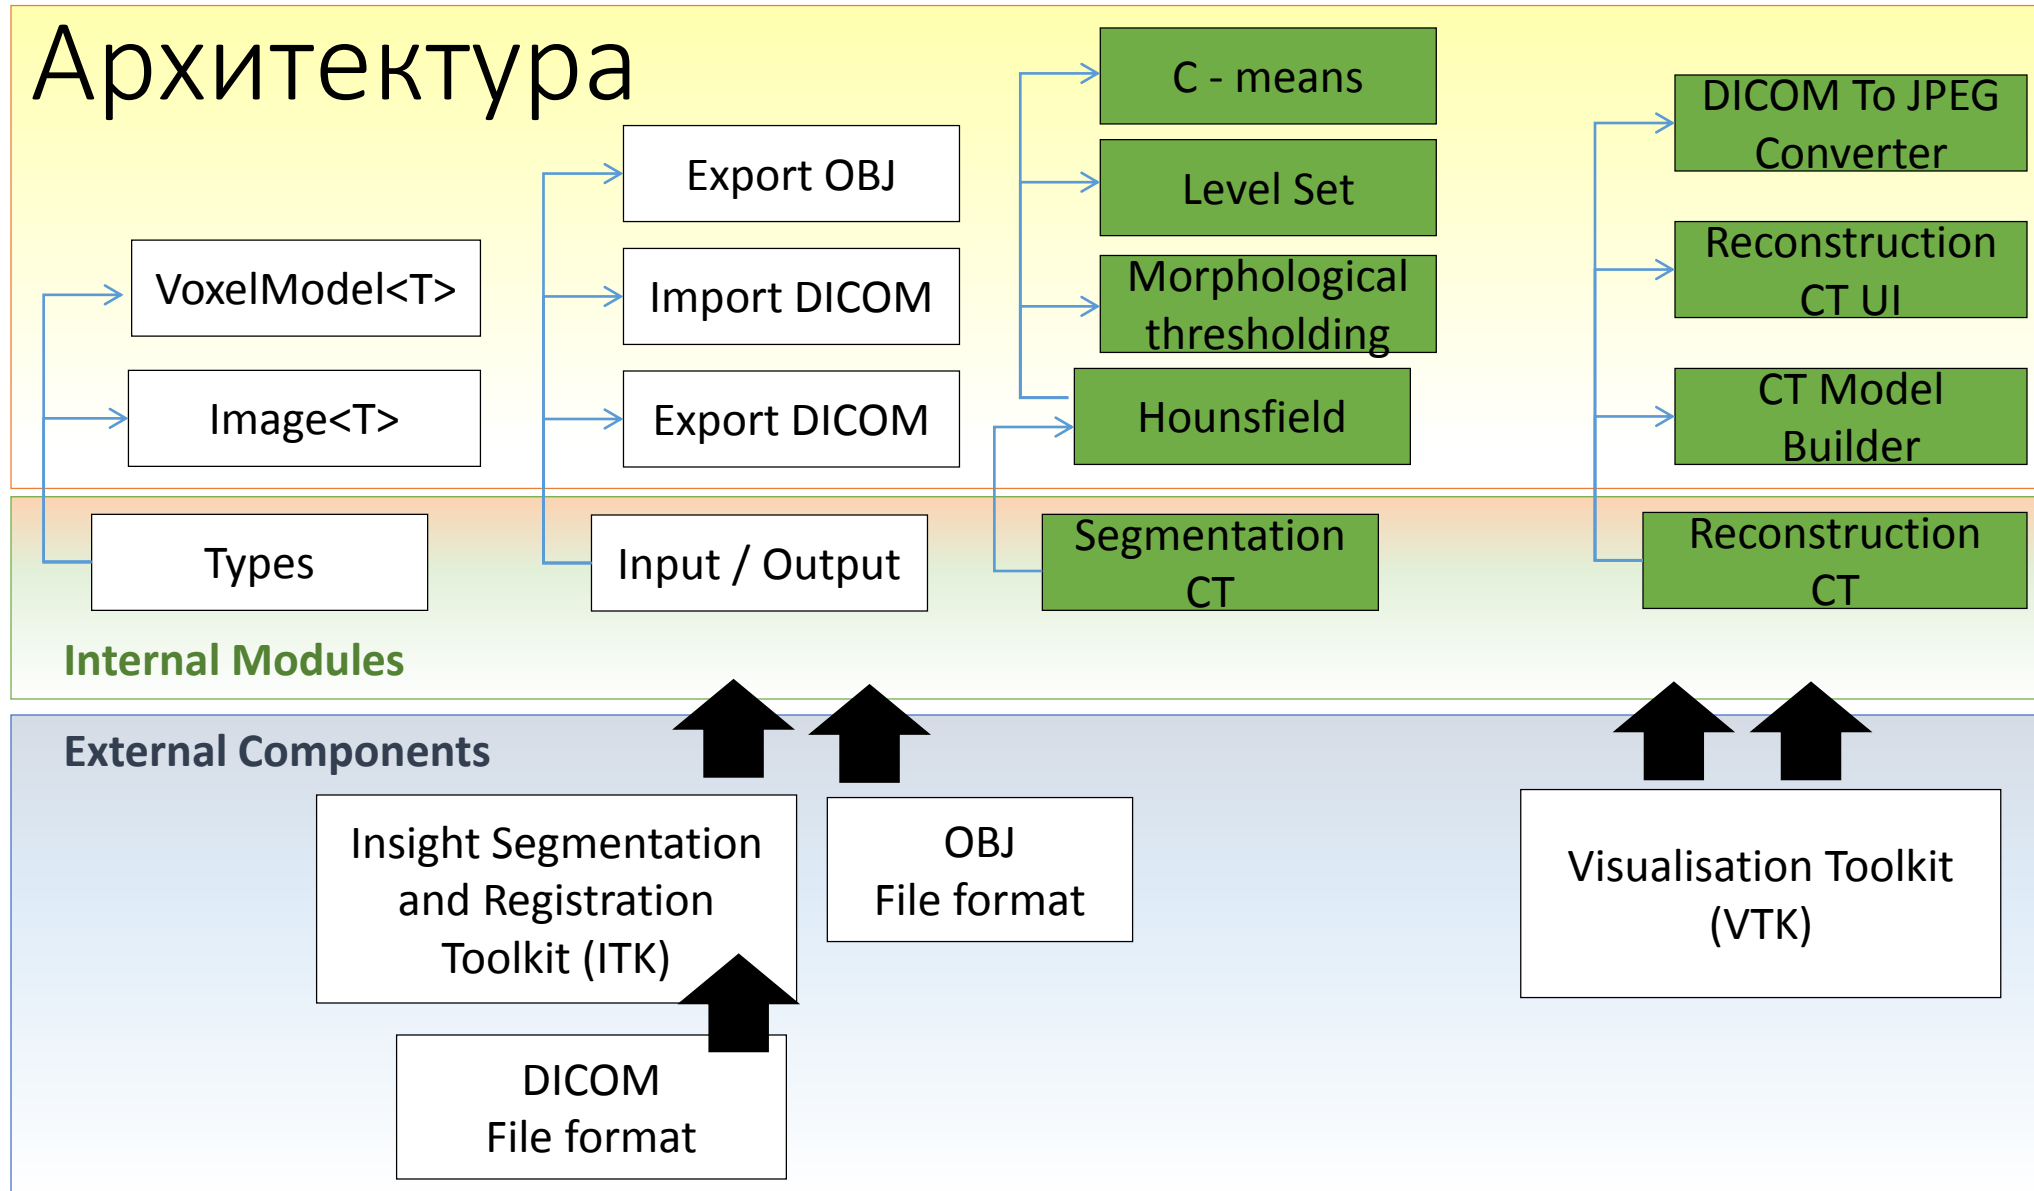 Архитектура
C - means
DICOM To JPEG
Converter
Export OBJ
Level Set
VoxelModel<T>
Import DICOM
Morphological
thresholding
Reconstruction
CT UI
Image<T>
Export DICOM
Hounsfield
CT Model
Builder
Types
Input / Output
Segmentation
CT
Reconstruction
CT
Internal Modules
External Components
Insight Segmentation
and Registration
Toolkit (ITK)
OBJ
File format
Visualisation Toolkit
(VTK)
DICOM
File format